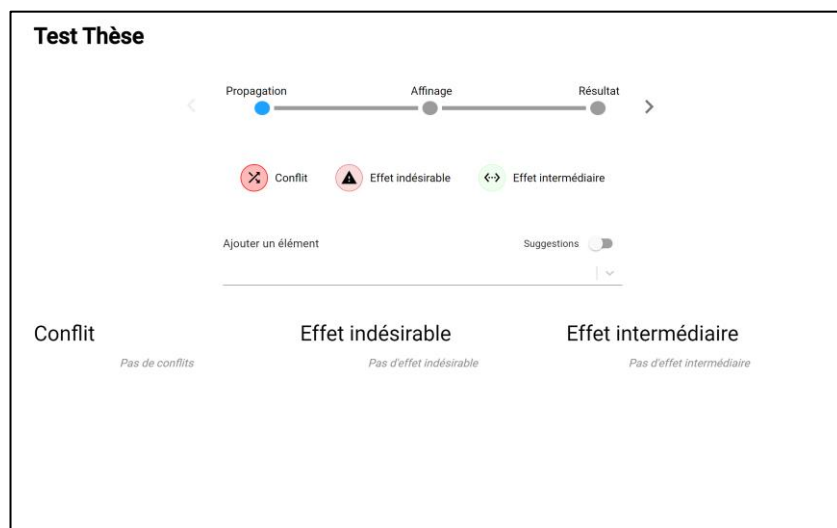 Test Thèse
Propagation Affinage Résultat
Conflit Effet indésirable Effet intermédiaire
Ajouter un élément Suggestions
Conflit Effet indésirable Effet intermédiaire
Pas de conflits Pas d'effet indésirable Pas d'effet intermédiaire